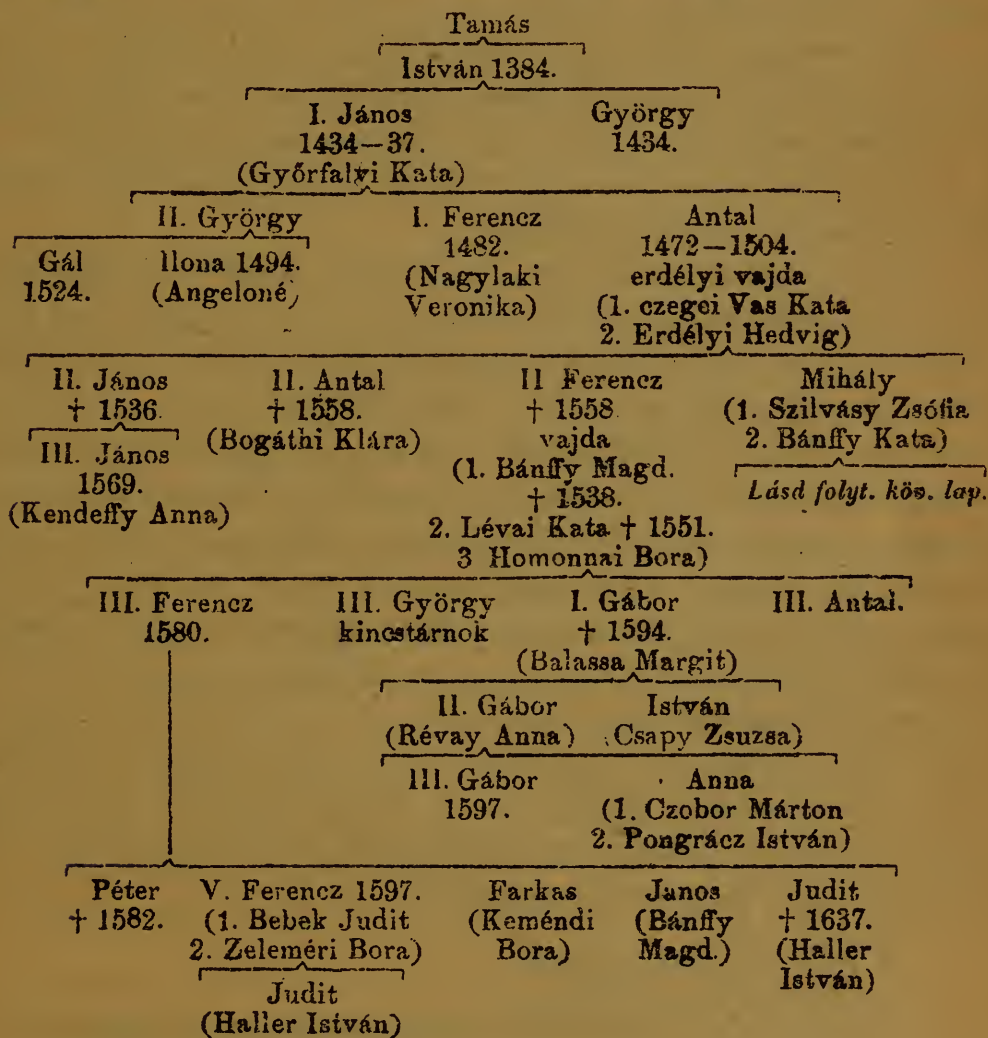 Tamás
István 1384.
I. János György
1434—37. 1434.
(Győrfalvi Kata)
II. György I. Ferencz Antal
Gál Ilona 1494. 1482. 1472—1504.
1524. (Angeloné) (Nagylaki erdélyi vajda
Veronika) (1. czegei Vas Kata
2. Erdélyi Hedvig)
II. János II. Antal II Ferencz Mihály
† 1536. † 1558. † 1558. (1. Szilvásy Zsófia
(Bogáthi Klára) vajda 2. Bánffy Kata)
III. János (1. Bánffy Magd. Lásd folyt. köv. lap.
1569. † 1538.
(Kendeffy Anna) 2. Lévai Kata † 1551.
3 Homonnai Bora)
III. Ferencz III. György I. Gábor III. Antal.
1580. kincstárnok † 1594.
(Balassa Margit)
II. Gábor István
(Révay Anna) Csapy Zsuzsa)
III. Gábor Anna
1597. (1. Czobor Márton
2. Pongrácz István)
Péter V. Ferencz 1597. Farkas Janos Judit
† 1582. (1. Bebek Judit (Keméndi (Bánffy † 1637.
2. Zeleméri Bora) Bora) Magd.) (Haller
István)
Judit
(Haller István)